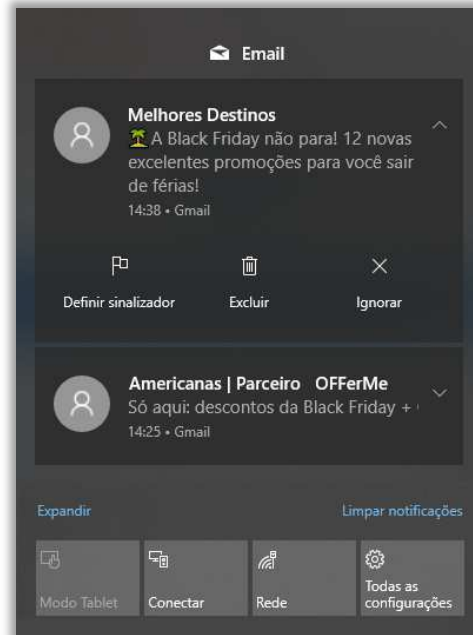 Email
Melhores Destinos
🏝 A Black Friday não para! 12 novas
excelentes promoções para você sair
de férias!
14:38 • Gmail
Definir sinalizador Excluir Ignorar
Americanas | Parceiro OFFerMe
Só aqui: descontos da Black Friday +
14:25 • Gmail
Expandir Limpar notificações
Modo Tablet Conectar Rede Todas as
configurações